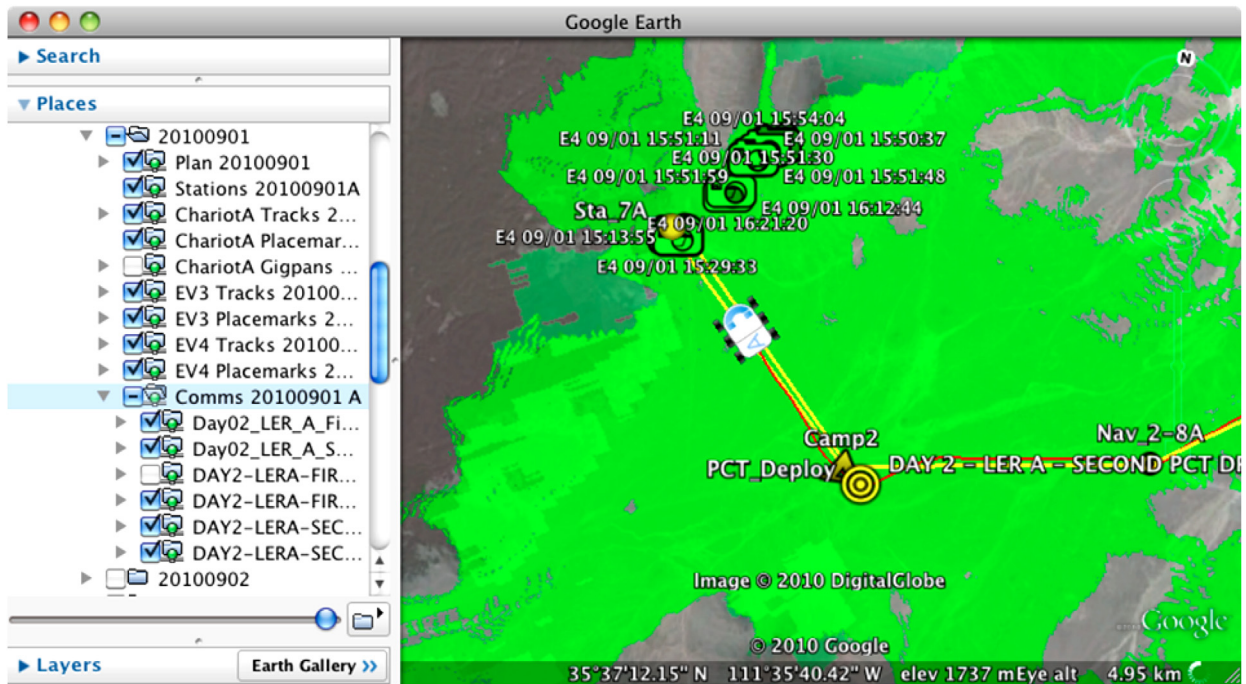 Google Earth
Search
Places
20100901
Plan 20100901
Stations 20100901A
ChariotA Tracks 2...
ChariotA Placemar...
ChariotA Gigpans ...
EV3 Tracks 20100...
EV3 Placemarks 2...
EV4 Tracks 20100...
EV4 Placemarks 2...
Comms 20100901 A
Day02_LER_A_Fi...
Day02_LER_A_S...
DAY2-LERA-FIR...
DAY2-LERA-FIR...
DAY2-LERA-SEC...
DAY2-LERA-SEC...
20100902
Layers
Earth Gallery >>
N
E4 09/01 15:54:04
E4 09/01 15:51:11
E4 09/01 15:50:37
E4 09/01 15:51:30
E4 09/01 15:51:59
E4 09/01 15:51:48
Sta_7A
E4 09/01 16:12:44
E4 09/01 16:21:20
E4 09/01 15:13:55
E4 09/01 15:29:33
A
Camp2
Nav_2-8A
PCT_Deploy
DAY 2 - LER A - SECOND PCT DR
Image © 2010 DigitalGlobe
Google
© 2010 Google
35°37'12.15" N 111°35'40.42" W elev 1737 m Eye alt 4.95 km